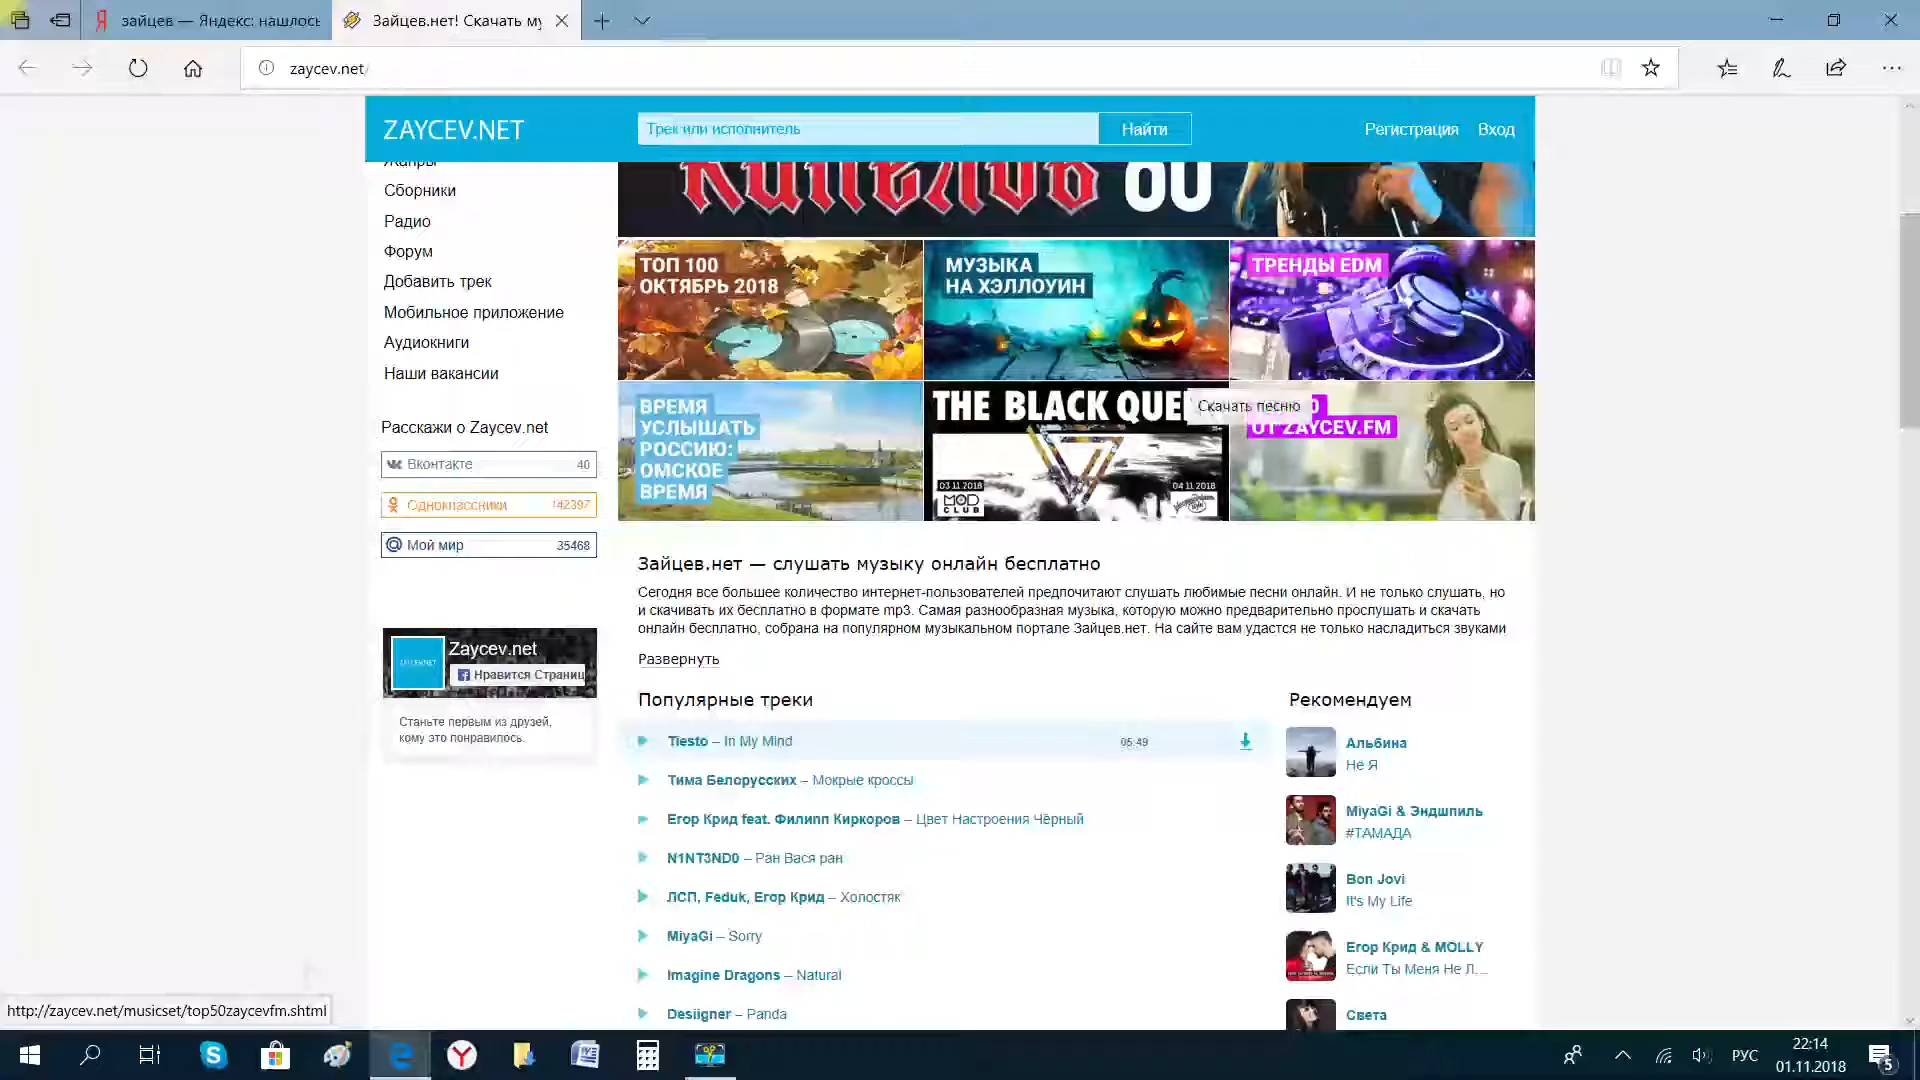 зайцев — Яндекс: нашлось
Зайцев.нет! Скачать му
zaycev.net/
ZAYCEV.NET
Трек или исполнитель
Найти
Регистрация
Вход
Жанры
Сборники
Радио
Форум
Добавить трек
Мобильное приложение
Аудиокниги
Наши вакансии
Расскажи о Zaycev.net
Вконтакте 40
Одноклассники 142397
Мой мир 35468
Zaycev.net
Нравится Страниц
Станьте первым из друзей,
кому это понравилось.
Кипелов 60
ТОП 100
ОКТЯБРЬ 2018
МУЗЫКА
НА ХЭЛЛОУИН
ТРЕНДЫ EDM
ВРЕМЯ
УСЛЫШАТЬ
РОССИЮ:
ОМСКОЕ
ВРЕМЯ
THE BLACK QUE
03 11 2018
MOD
CLUB
04 11 2018
Скачать песню
ОТ ZAYCEV.FM
Зайцев.нет — слушать музыку онлайн бесплатно
Сегодня все большее количество интернет-пользователей предпочитают слушать любимые песни онлайн. И не только слушать, но
и скачивать их бесплатно в формате mp3. Самая разнообразная музыка, которую можно предварительно прослушать и скачать
онлайн бесплатно, собрана на популярном музыкальном портале Зайцев.нет. На сайте вам удастся не только насладиться звуками
Развернуть
Популярные треки
Tiesto – In My Mind 05:49
Тима Белорусских – Мокрые кроссы
Егор Крид feat. Филипп Киркоров – Цвет Настроения Чёрный
N1NT3ND0 – Ран Вася ран
ЛСП, Feduk, Егор Крид – Холостяк
MiyaGi – Sorry
Imagine Dragons – Natural
Desiigner – Panda
Рекомендуем
Альбина
Не Я
MiyaGi & Эндшпиль
#ТАМАДА
Bon Jovi
It's My Life
Егор Крид & MOLLY
Если Ты Меня Не Л...
Света
http://zaycev.net/musicset/top50zaycevfm.shtml
РУС
22:14
01.11.2018
5